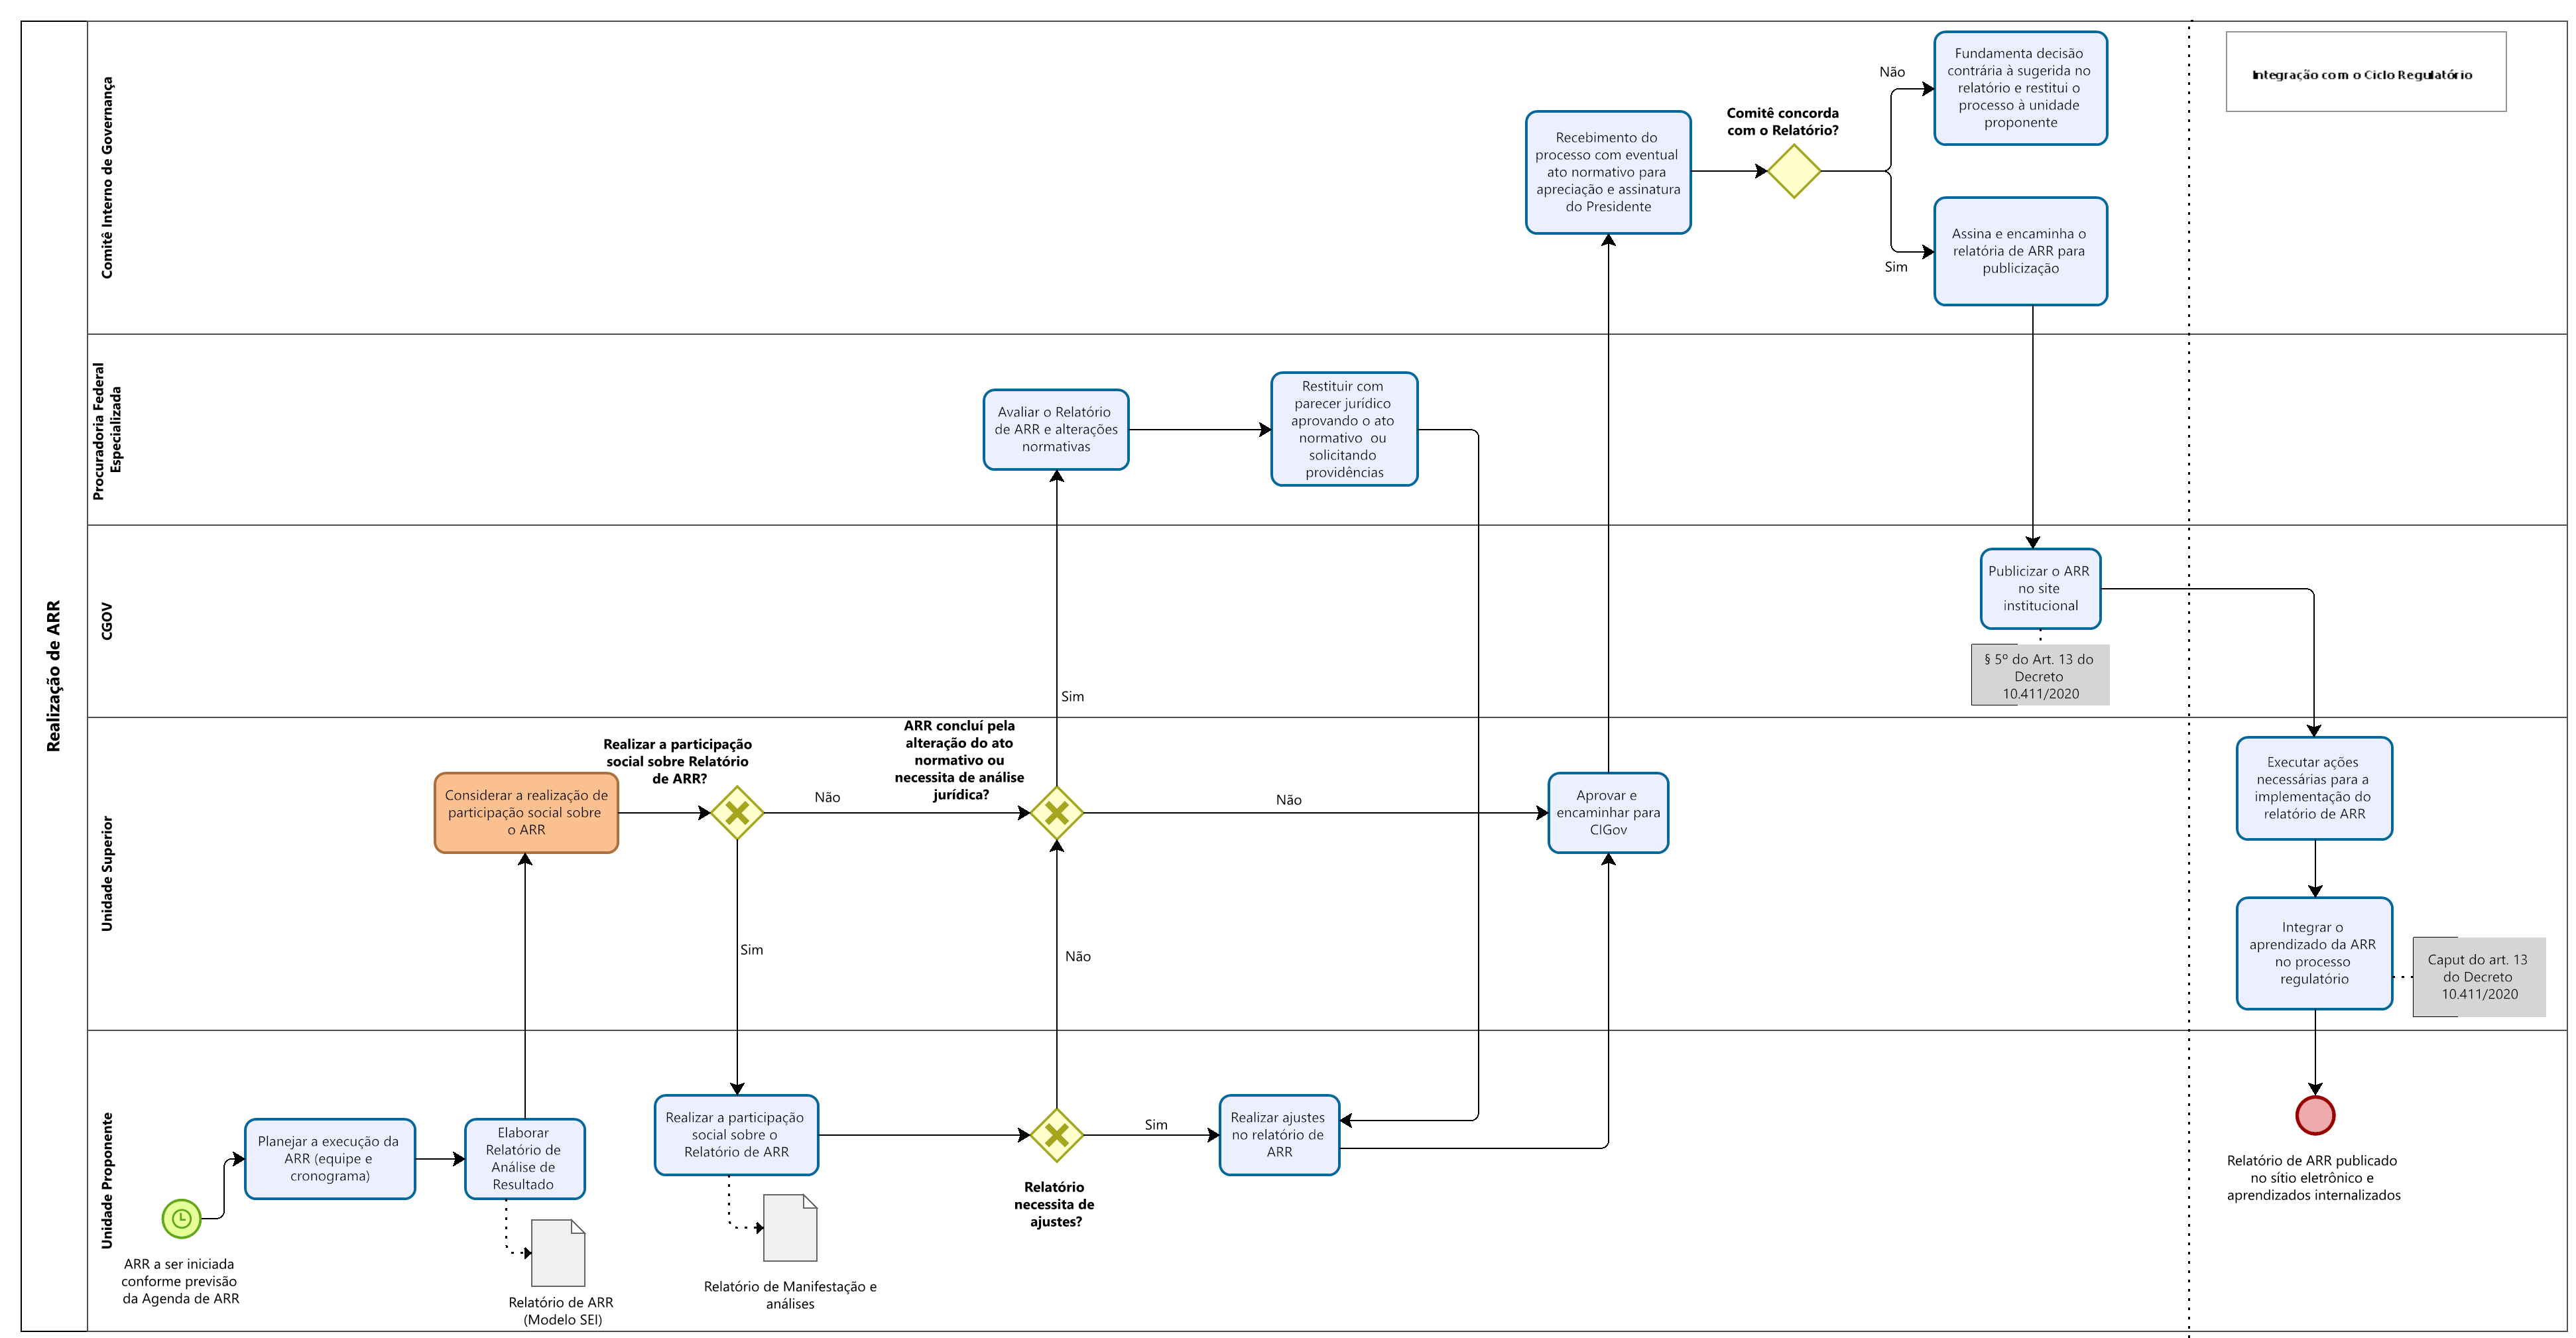 Realização de ARR
Comitê Interno de Governança
Fundamenta decisão
contrária à sugerida no
relatório e restitui o
processo à unidade
proponente
Integração com o Ciclo Regulatório
Não
Comitê concorda
com o Relatório?
Recebimento do
processo com eventual
ato normativo para
apreciação e assinatura
do Presidente
Assina e encaminha o
relatória de ARR para
publicização
Sim
Procuradoria Federal
Especializada
Avaliar o Relatório
de ARR e alterações
normativas
Restituir com
parecer jurídico
aprovando o ato
normativo ou
solicitando
providências
CGOV
Publicizar o ARR
no site
institucional
§ 5º do Art. 13 do
Decreto
10.411/2020
Sim
Unidade Superior
Considerar a realização de
participação social sobre
o ARR
Realizar a participação
social sobre Relatório
de ARR?
Não
Sim
ARR concluí pela
alteração do ato
normativo ou
necessita de análise
jurídica?
Não
Não
Aprovar e
encaminhar para
CIGov
Executar ações
necessárias para a
implementação do
relatório de ARR
Integrar o
aprendizado da ARR
no processo
regulatório
Caput do art. 13
do Decreto
10.411/2020
Unidade Proponente
ARR a ser iniciada
conforme previsão
da Agenda de ARR
Planejar a execução da
ARR (equipe e
cronograma)
Elaborar
Relatório de
Análise de
Resultado
Relatório de ARR
(Modelo SEI)
Realizar a participação
social sobre o
Relatório de ARR
Relatório de Manifestação e
análises
Relatório
necessita de
ajustes?
Sim
Realizar ajustes
no relatório de
ARR
Relatório de ARR publicado
no sítio eletrônico e
aprendizados internalizados